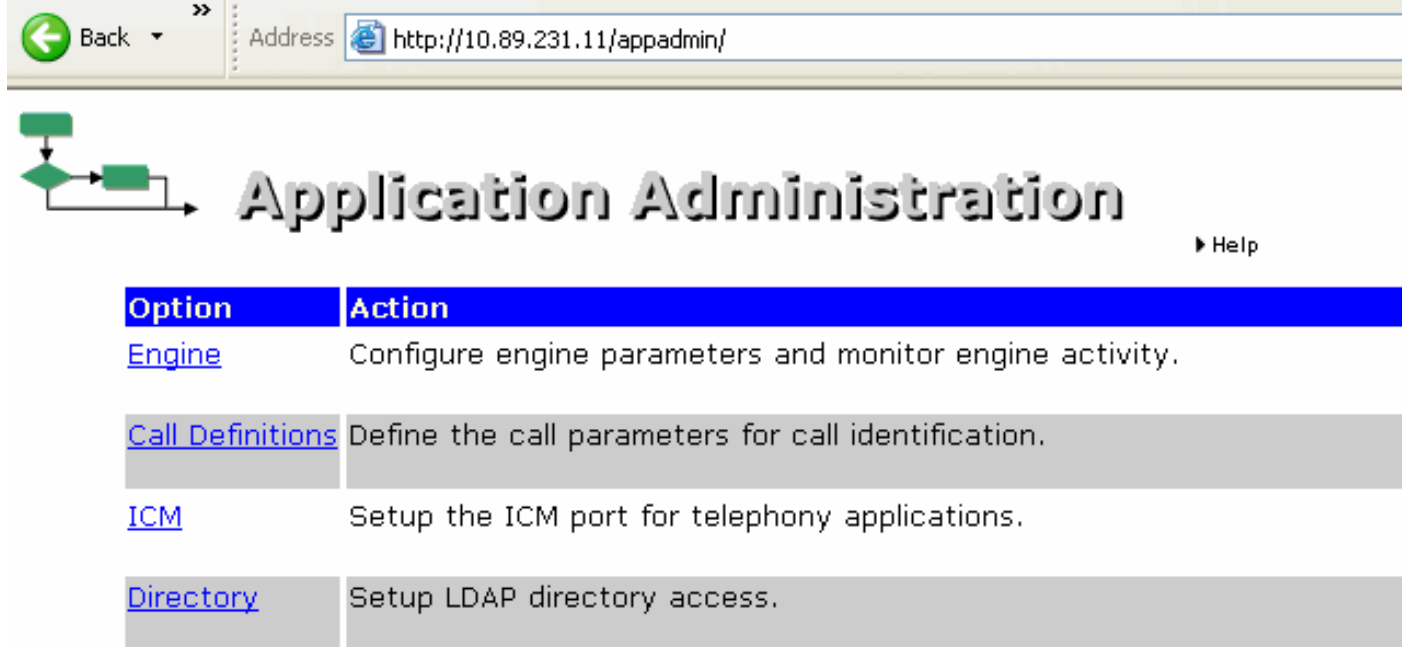 »
Back Address http://10.89.231.11/appadmin/
Application Administration
Help
Option Action
Engine Configure engine parameters and monitor engine activity.
Call Definitions Define the call parameters for call identification.
ICM Setup the ICM port for telephony applications.
Directory Setup LDAP directory access.